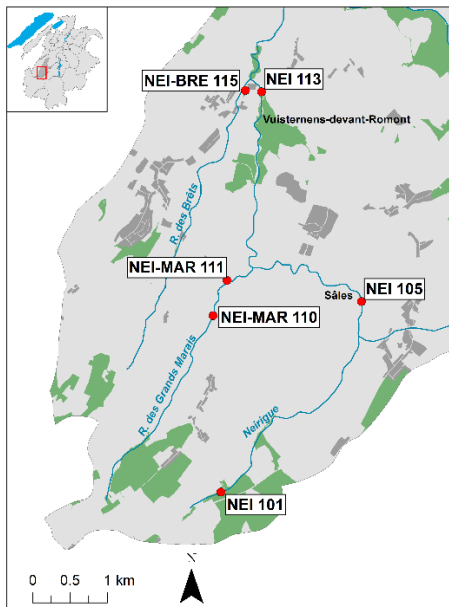 NEI-BRE 115
NEI 113
Vuisternens-devant-Romont
R. des Brêts
NEI-MAR 111
Sâles
NEI 105
NEI-MAR 110
R. des Grands Marais
Neirigue
NEI 101
N
0 0.5 1 km